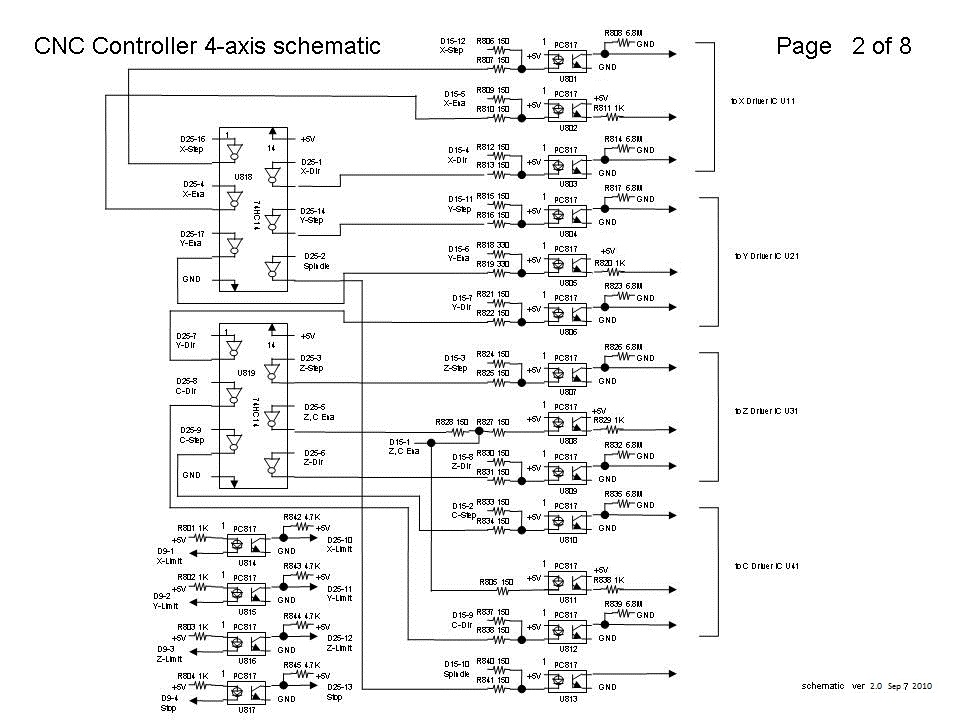 CNC Controller 4-axis schematic
Page 2 of 8
D15-12
X-Step
R806 150
R807 150
+5V
1
PC817
U801
R808 6.8M
GND
GND
D15-5
X-Ena
R809 150
R810 150
+5V
1
PC817
U802
+5V
R811 1K
to X Driver IC U11
D15-4
X-Dir
R812 150
R813 150
+5V
1
PC817
U803
R814 6.8M
GND
GND
D15-11
Y-Step
R815 150
R816 150
+5V
1
PC817
U804
R817 6.8M
GND
GND
D15-6
Y-Ena
R818 330
R819 330
+5V
1
PC817
U805
+5V
R820 1K
to Y Driver IC U21
D15-7
Y-Dir
R821 150
R822 150
+5V
1
PC817
U806
R823 6.8M
GND
GND
D15-3
Z-Step
R824 150
R825 150
+5V
1
PC817
U807
R826 6.8M
GND
GND
D15-1
Z, C Ena
R828 150
R827 150
+5V
1
PC817
U808
+5V
R829 1K
to Z Driver IC U31
D15-8
Z-Dir
R830 150
R831 150
+5V
1
PC817
U809
R832 6.8M
GND
GND
D15-2
C-Step
R833 150
R834 150
+5V
1
PC817
U810
R835 6.8M
GND
GND
R805 150
+5V
1
PC817
U811
+5V
R838 1K
to C Driver IC U41
D15-9
C-Dir
R837 150
R838 150
+5V
1
PC817
U812
R839 6.8M
GND
GND
D15-10
Spindle
R840 150
R841 150
+5V
1
PC817
U813
D25-16
X-Step
D25-4
X-Ena
D25-17
Y-Ena
GND
1
14
U818
74HC14
+5V
D25-1
X-Dir
D25-14
Y-Step
D25-2
Spindle
D25-7
Y-Dir
D25-8
C-Dir
D25-9
C-Step
GND
1
14
U819
74HC14
+5V
D25-3
Z-Step
D25-5
Z, C Ena
D25-6
Z-Dir
R801 1K
+5V
D9-1
X-Limit
1
PC817
U814
R842 4.7K
+5V
GND
D25-10
X-Limit
R802 1K
+5V
D9-2
Y-Limit
1
PC817
U815
R843 4.7K
+5V
GND
D25-11
Y-Limit
R803 1K
+5V
D9-3
Z-Limit
1
PC817
U816
R844 4.7K
+5V
GND
D25-12
Z-Limit
R804 1K
+5V
D9-4
Stop
1
PC817
U817
R845 4.7K
+5V
GND
D25-13
Stop
schematic ver 2.0 Sep 7 2010